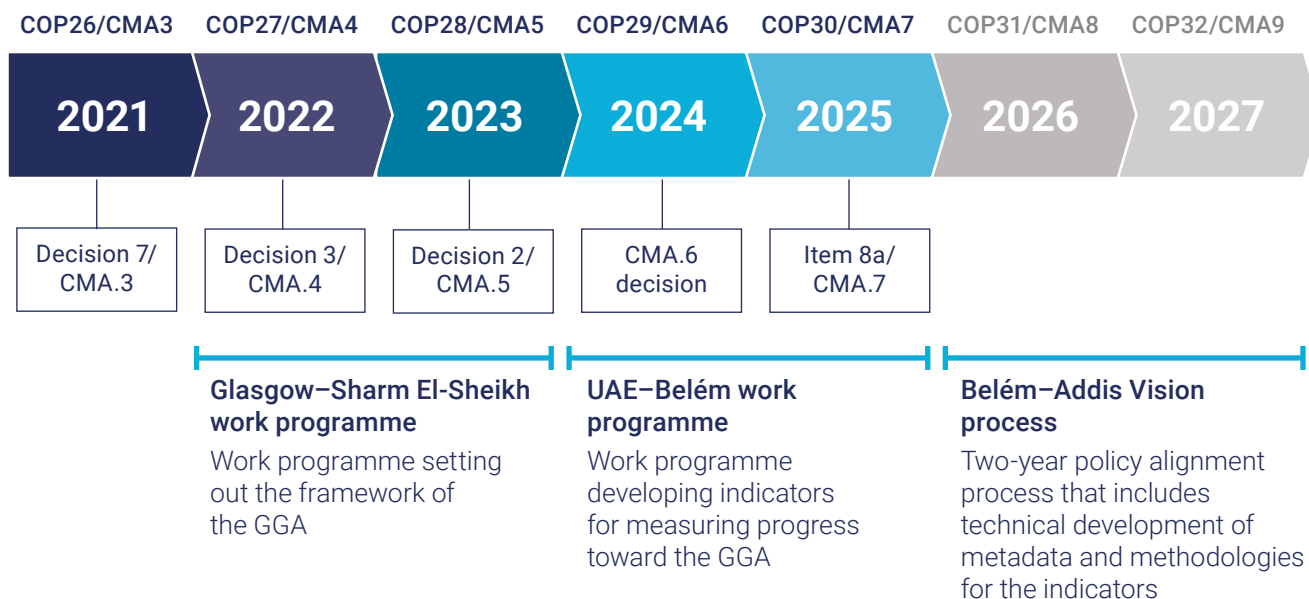 COP26/CMA3 COP27/CMA4 COP28/CMA5 COP29/CMA6 COP30/CMA7 COP31/CMA8 COP32/CMA9
2021 2022 2023 2024 2025 2026 2027
Decision 7/
CMA.3
Decision 3/
CMA.4
Decision 2/
CMA.5
CMA.6
decision
Item 8a/
CMA.7
Glasgow–Sharm El-Sheikh
work programme
Work programme setting
out the framework of
the GGA
UAE–Belém work
programme
Work programme
developing indicators
for measuring progress
toward the GGA
Belém–Addis Vision
process
Two-year policy alignment
process that includes
technical development of
metadata and methodologies
for the indicators